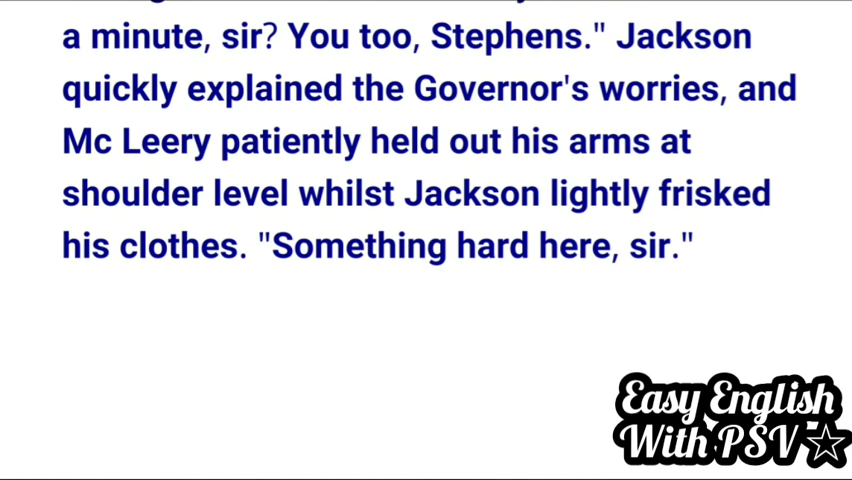 a minute, sir? You too, Stephens." Jackson
quickly explained the Governor's worries, and
Mc Leery patiently held out his arms at
shoulder level whilst Jackson lightly frisked
his clothes. "Something hard here, sir."
Easy English
With PSV